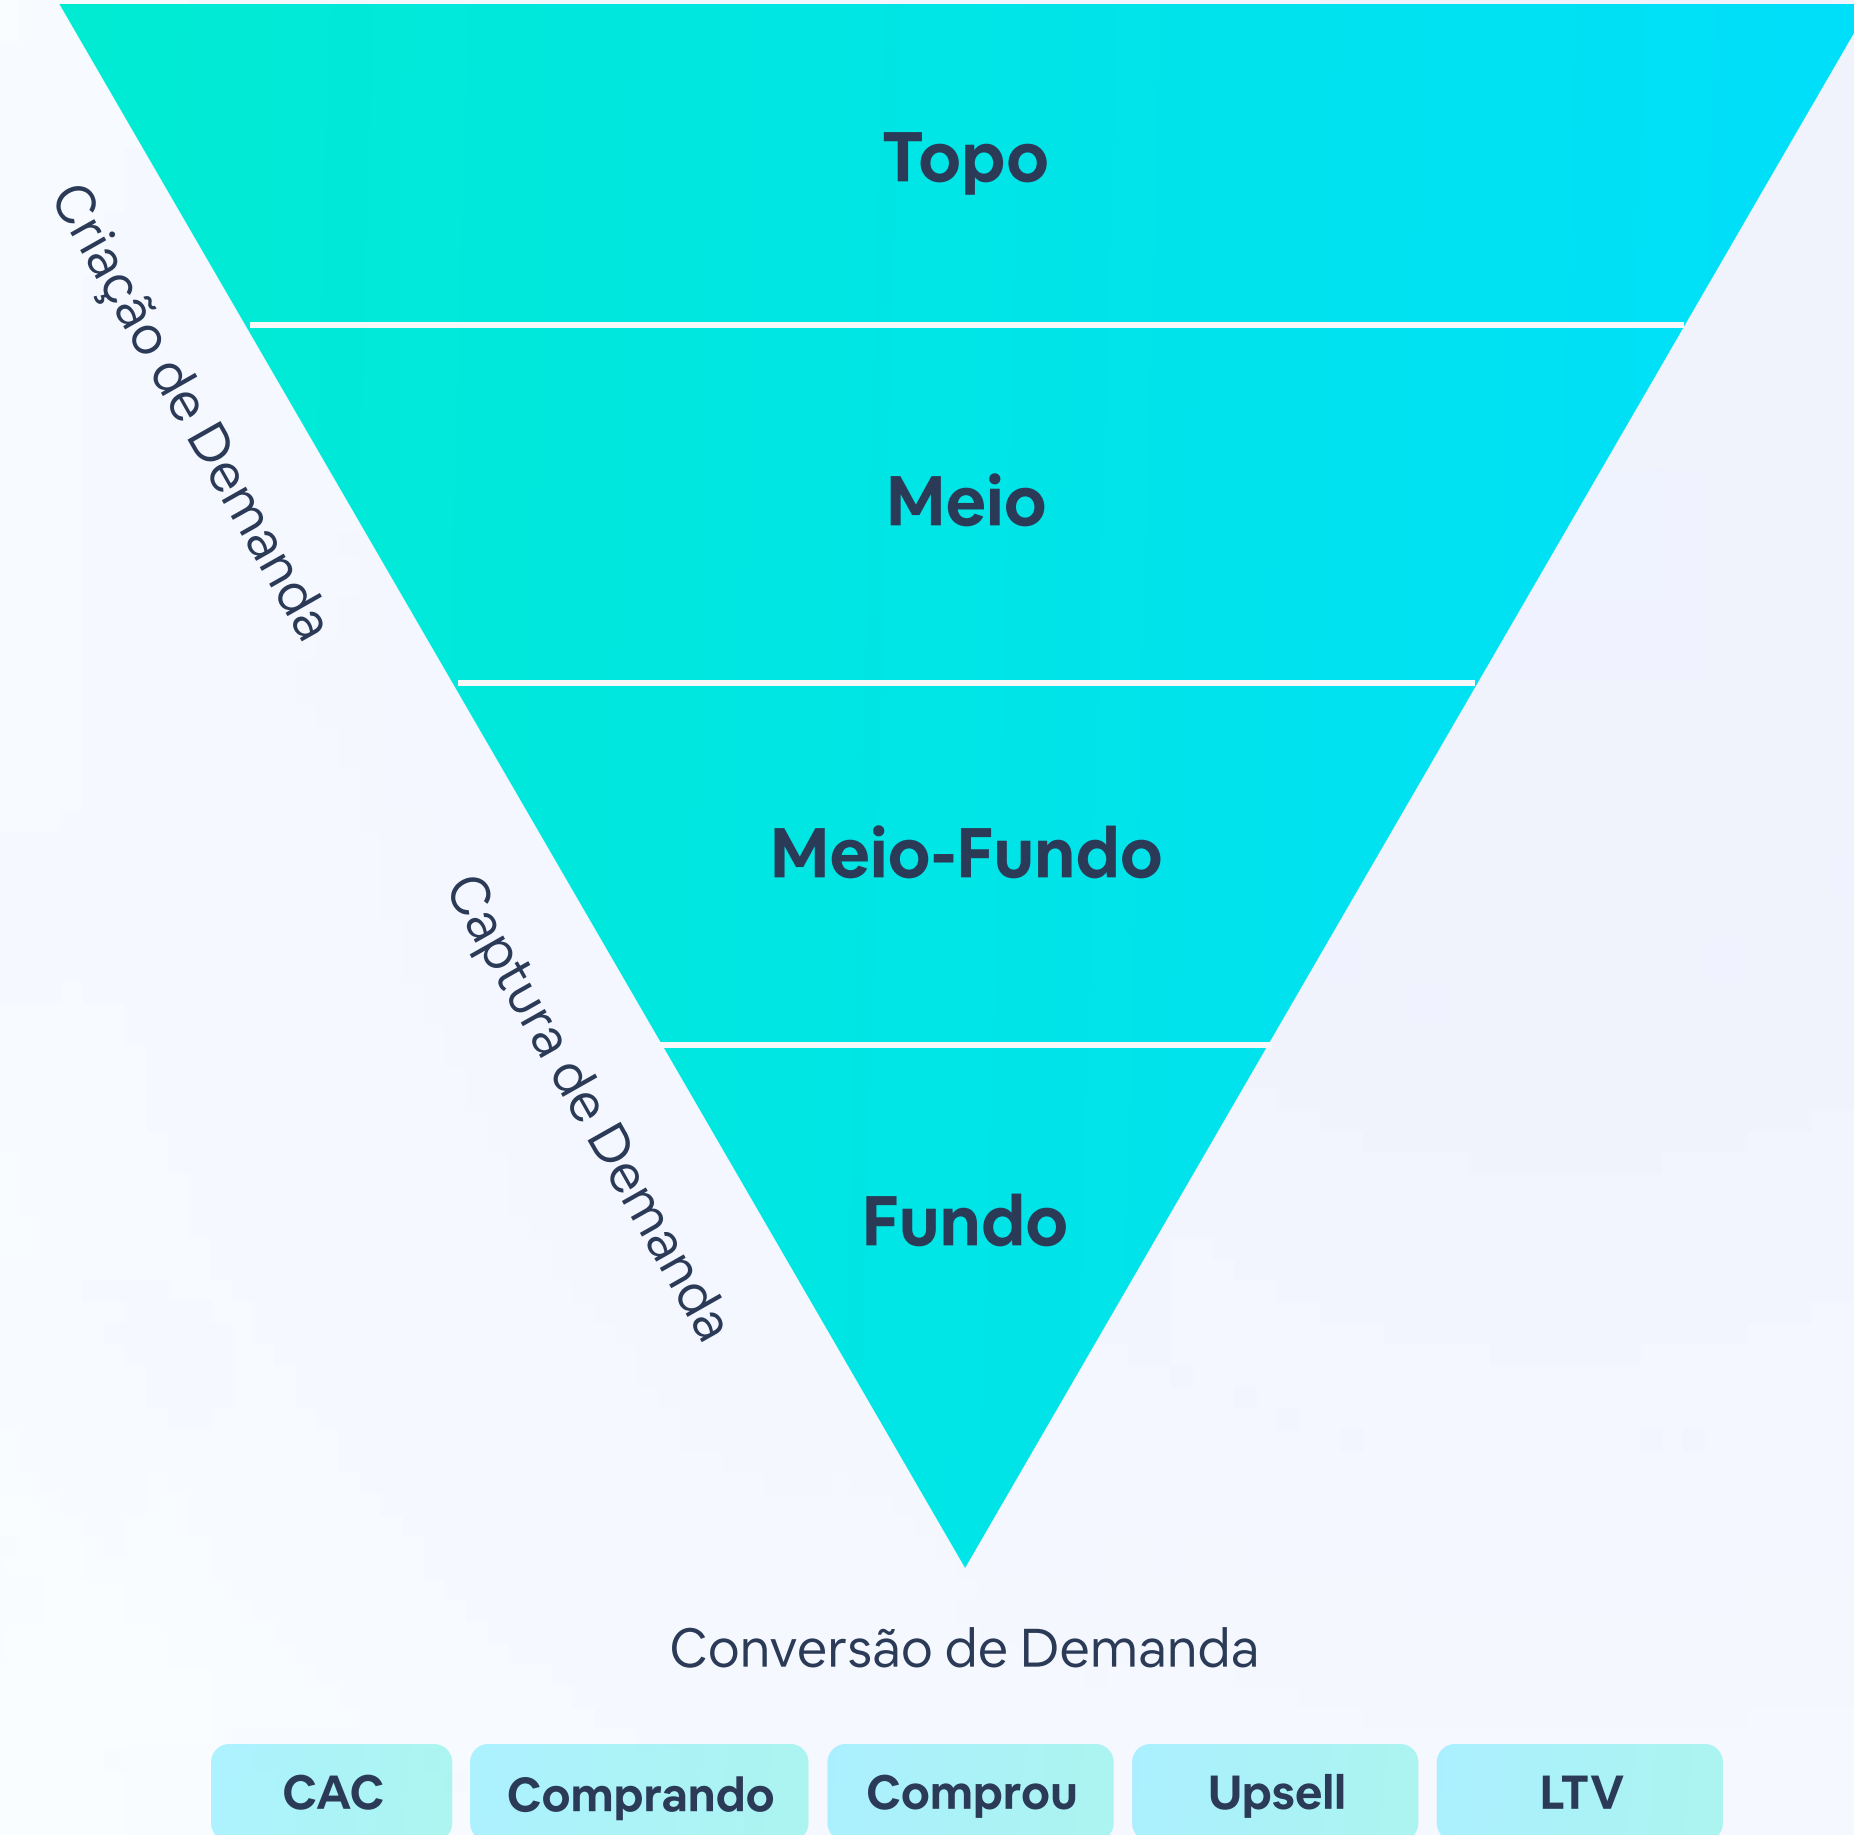 Topo
Criação de Demanda
Meio
Meio-Fundo
Captura de Demanda
Fundo
Conversão de Demanda
CAC
Comprando
Comprou
Upsell
LTV